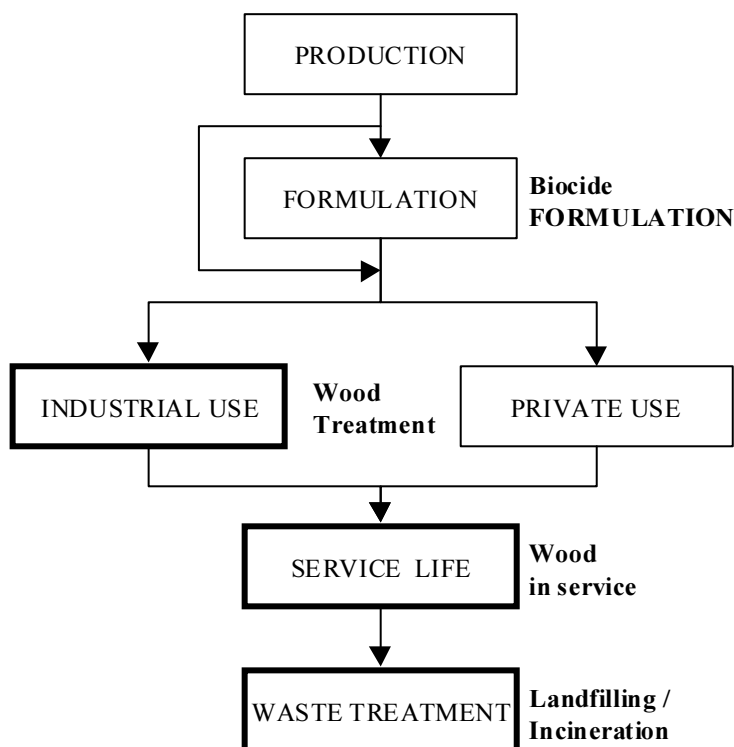 PRODUCTION
FORMULATION
Biocide
FORMULATION
INDUSTRIAL USE
Wood
Treatment
PRIVATE USE
SERVICE LIFE
Wood
in service
WASTE TREATMENT
Landfilling /
Incineration